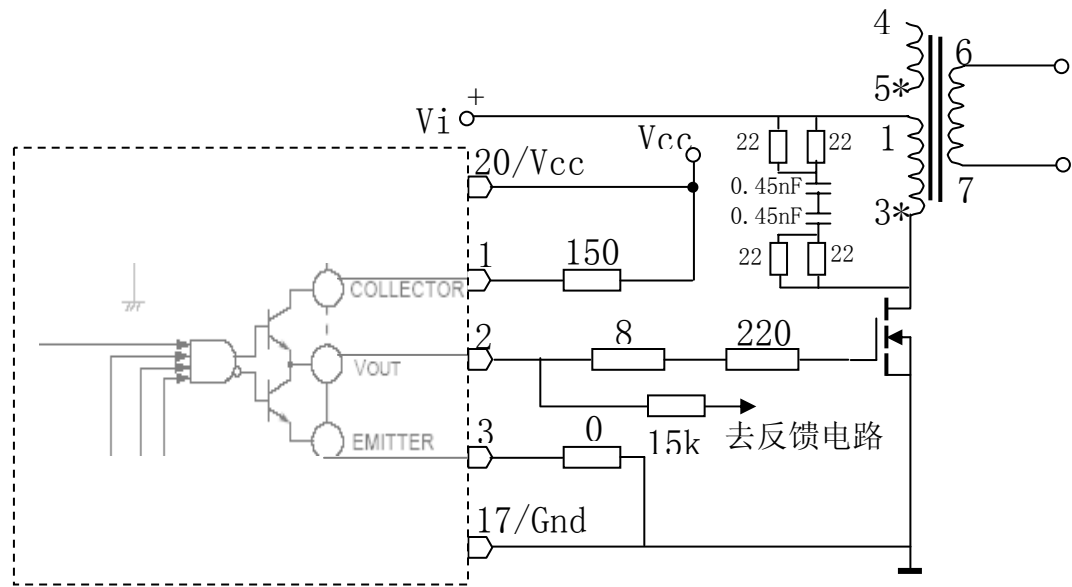 4
6
5*
+
Vi
Vcc
22
22
1
20/Vcc
0.45nF
7
0.45nF
3*
1
150
22
22
COLLECTOR
2
8
220
VOUT
0
15k
去反馈电路
3
EMITTER
17/Gnd